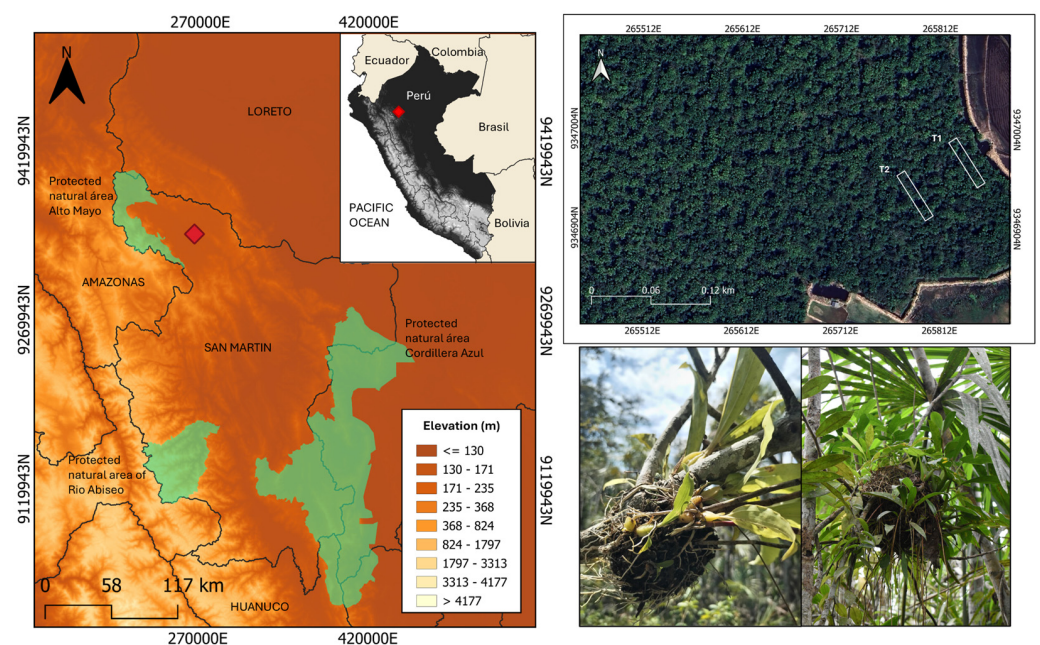 270000E
420000E
N
LORETO
Ecuador
Colombia
Perú
Brasil
PACIFIC
OCEAN
Bolivia
9419943N
9419943N
Protected
natural área
Alto Mayo
AMAZONAS
SAN MARTIN
9269943N
9269943N
Protected
natural área
Cordillera Azul
Protected
natural area of
Rio Abiseo
9119943N
9119943N
Elevation (m)
<= 130
130 - 171
171 - 235
235 - 368
368 - 824
824 - 1797
1797 - 3313
3313 - 4177
> 4177
0 58 117 km
HUANUCO
270000E
420000E
265512E
265612E
265712E
265812E
N
9347004N
9347004N
T1
T2
9346904N
9346904N
0 0.06 0.12 km
265512E
265612E
265712E
265812E